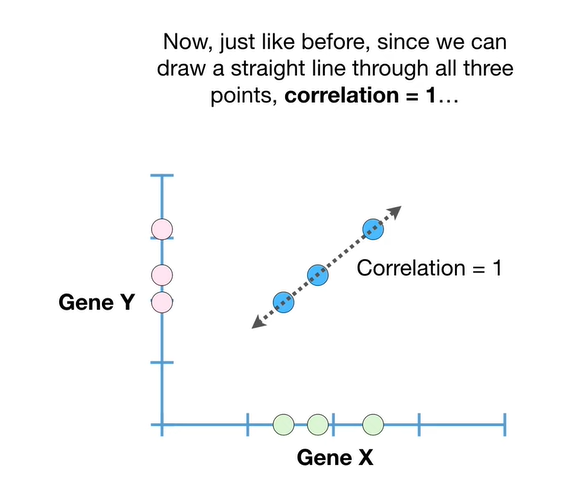 Now, just like before, since we can
draw a straight line through all three
points, correlation = 1…
Correlation = 1
Gene Y
Gene X